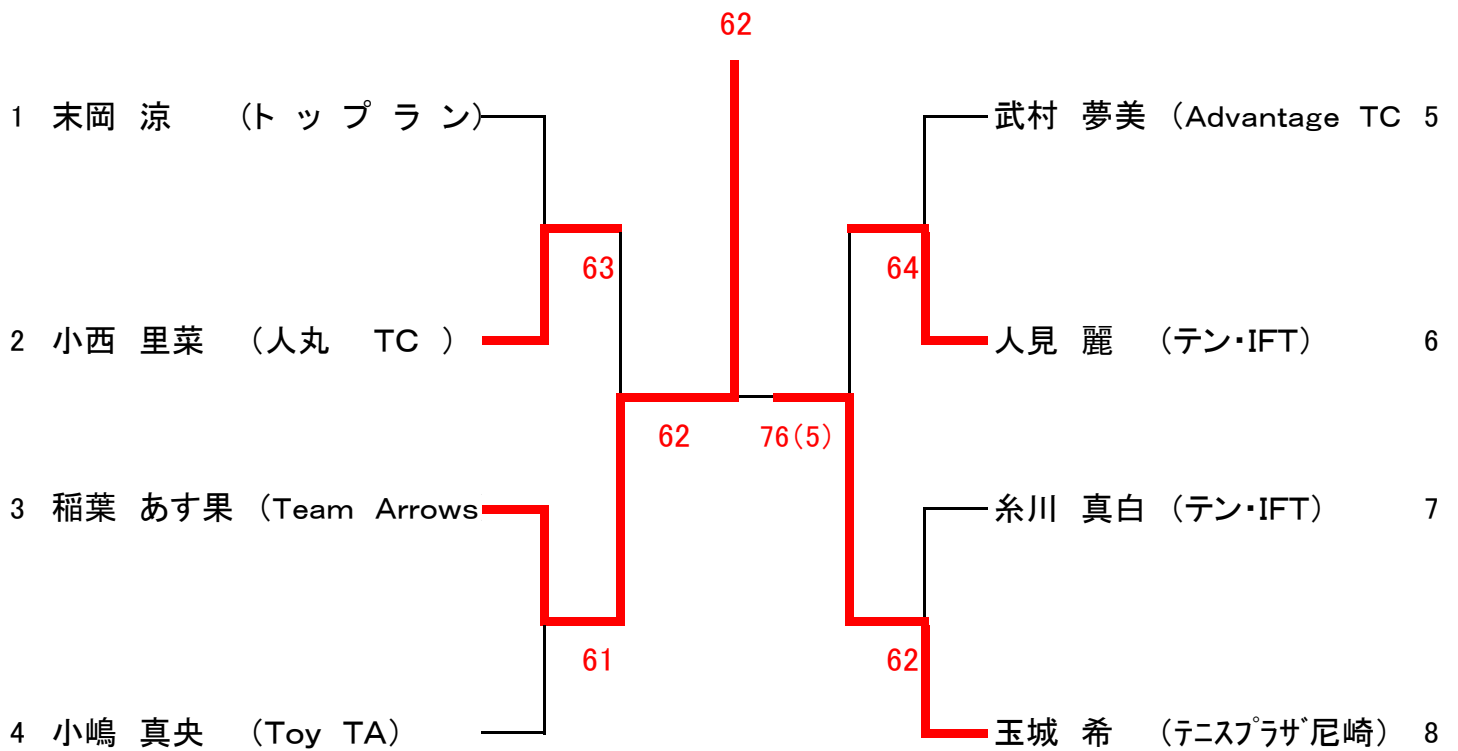 62
1 末岡 涼 (トップラン)
武村 夢美 (Advantage TC 5
63
64
2 小西 里菜 (人丸 TC )
人見 麗 (テン・IFT) 6
62
76(5)
3 稲葉 あす果 (Team Arrows
糸川 真白 (テン・IFT) 7
61
62
4 小嶋 真央 (Toy TA)
玉城 希 (テニスプラザ尼崎) 8